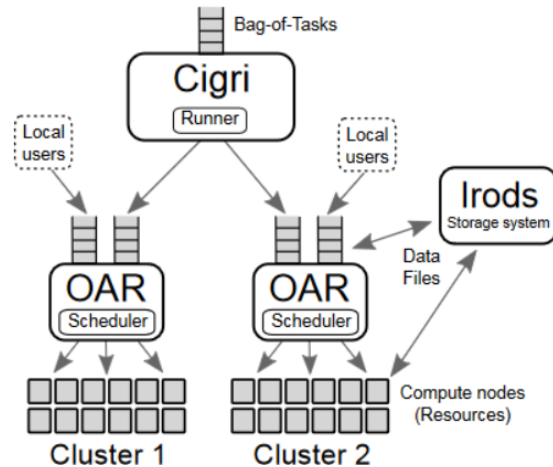 Bag-of-Tasks
Cigri
Runner
Local
users
Local
users
Irods
Storage system
Data
Files
OAR
Scheduler
OAR
Scheduler
Compute nodes
(Resources)
Cluster 1
Cluster 2